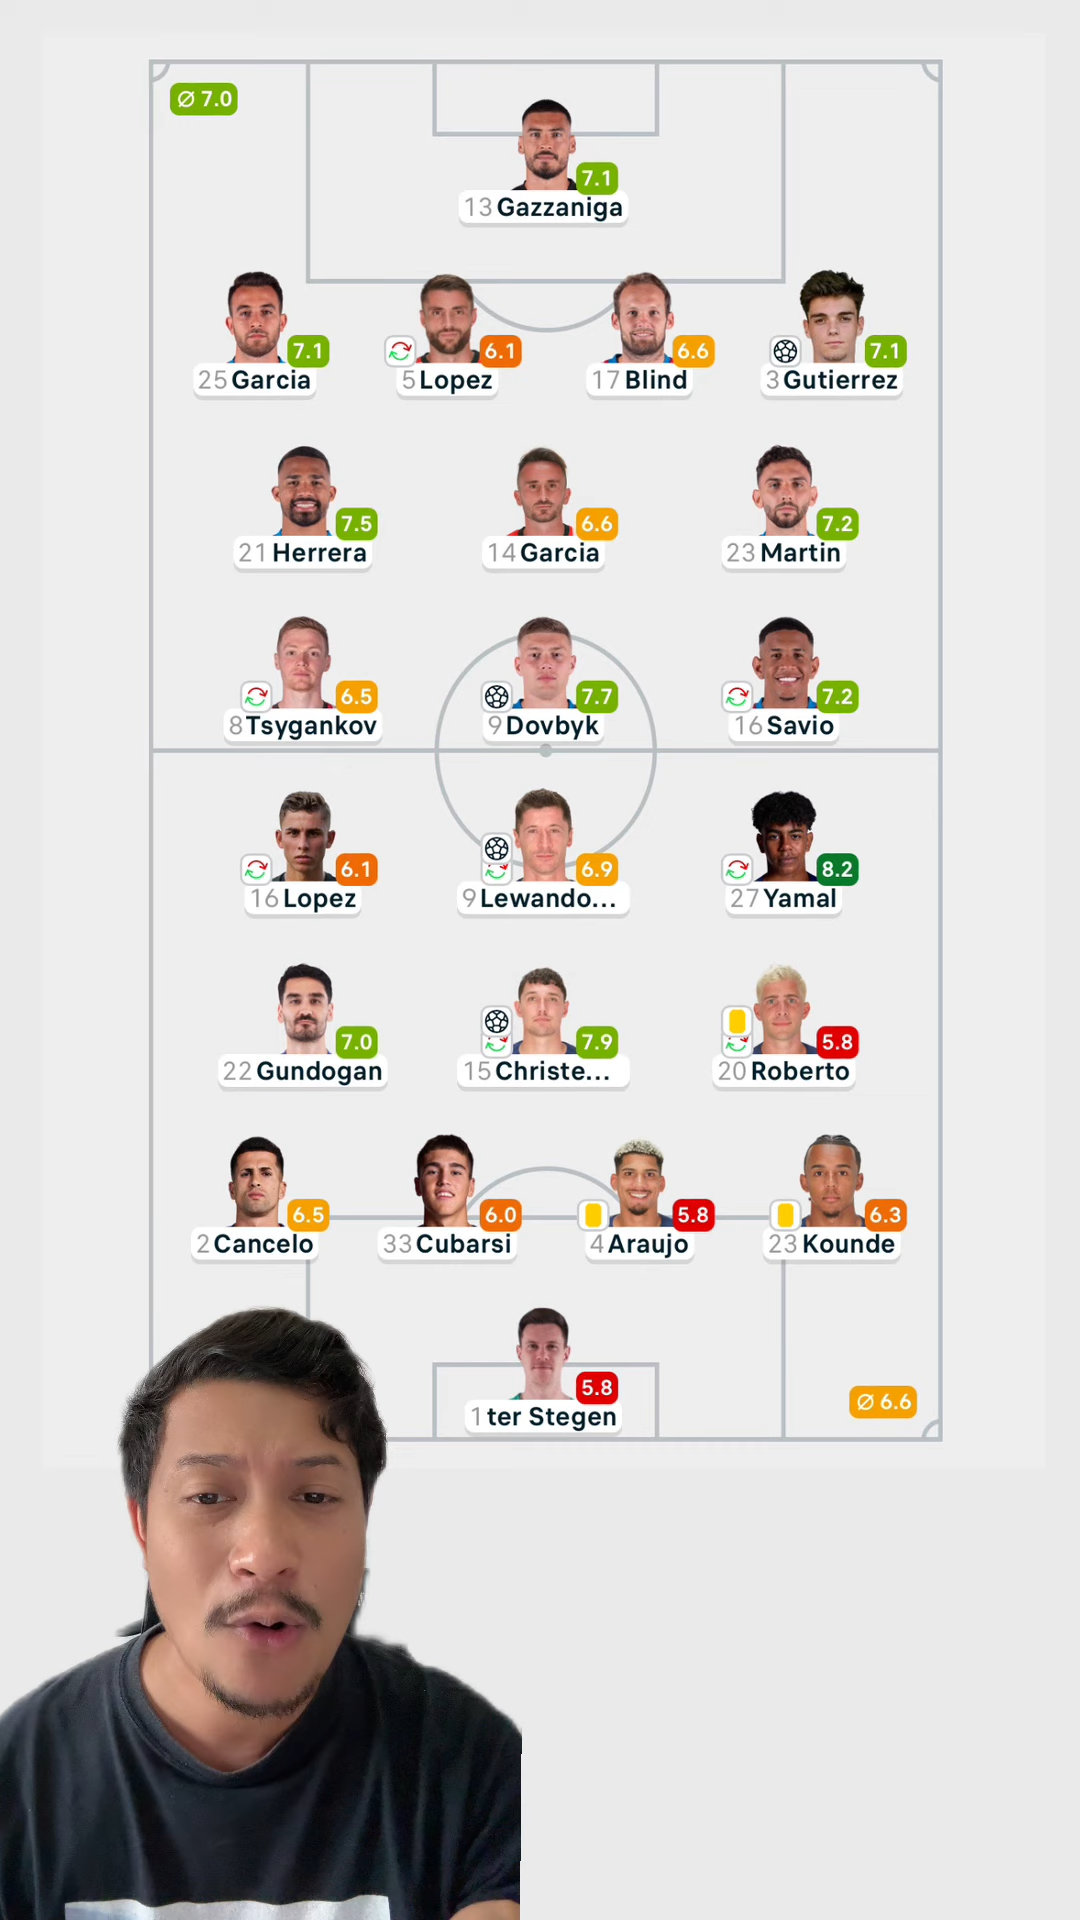 Ø 7.0
7.1
13 Gazzaniga
7.1 6.1 6.6 7.1
25 Garcia 5 Lopez 17 Blind 3 Gutierrez
7.5 6.6 7.2
21 Herrera 14 Garcia 23 Martin
6.5 7.7 7.2
8 Tsygankov 9 Dovbyk 16 Savio
6.1 6.9 8.2
16 Lopez 9 Lewando... 27 Yamal
7.0 7.9 5.8
22 Gundogan 15 Christe... 20 Roberto
6.5 6.0 5.8 6.3
2 Cancelo 33 Cubarsi 4 Araujo 23 Kounde
5.8 Ø 6.6
1 ter Stegen